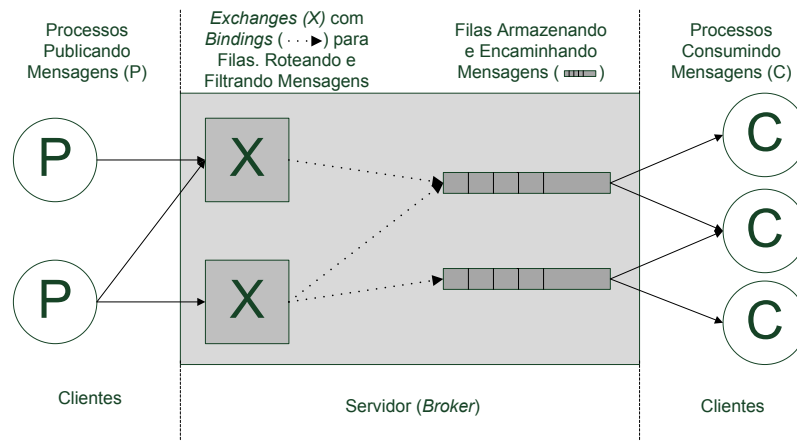 Processos
Publicando
Mensagens (P)
Exchanges (X) com
Bindings ( ) para
Filas. Roteando e
Filtrando Mensagens
Filas Armazenando
e Encaminhando
Mensagens ( )
Processos
Consumindo
Mensagens (C)
P
X
C
C
P
X
C
Clientes
Servidor (Broker)
Clientes